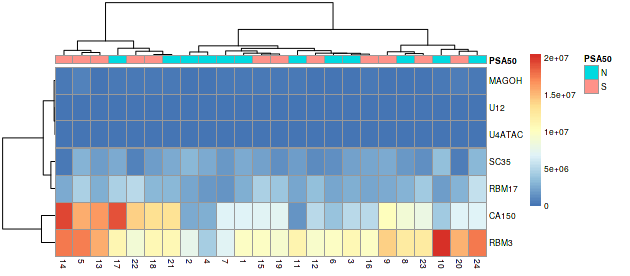 PSA50
MAGOH
U12
U4ATAC
SC35
RBM17
CA150
RBM3
14 5 13 17 22 18 21 2 4 7 1 15 19 11 12 6 3 16 9 8 23 10 20 24
2e+07
1.5e+07
1e+07
5e+06
0
PSA50
N
S